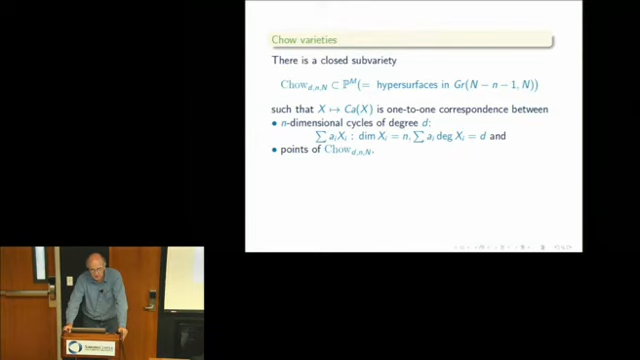 Chow varieties
There is a closed subvariety
Chow_{d,n,N} ⊂ ℙ^M(= hypersurfaces in Gr(N − n − 1, N))
such that X ↦ Ca(X) is one-to-one correspondence between
• n-dimensional cycles of degree d:
∑ a_i X_i : dim X_i = n, ∑ a_i deg X_i = d and
• points of Chow_{d,n,N}.